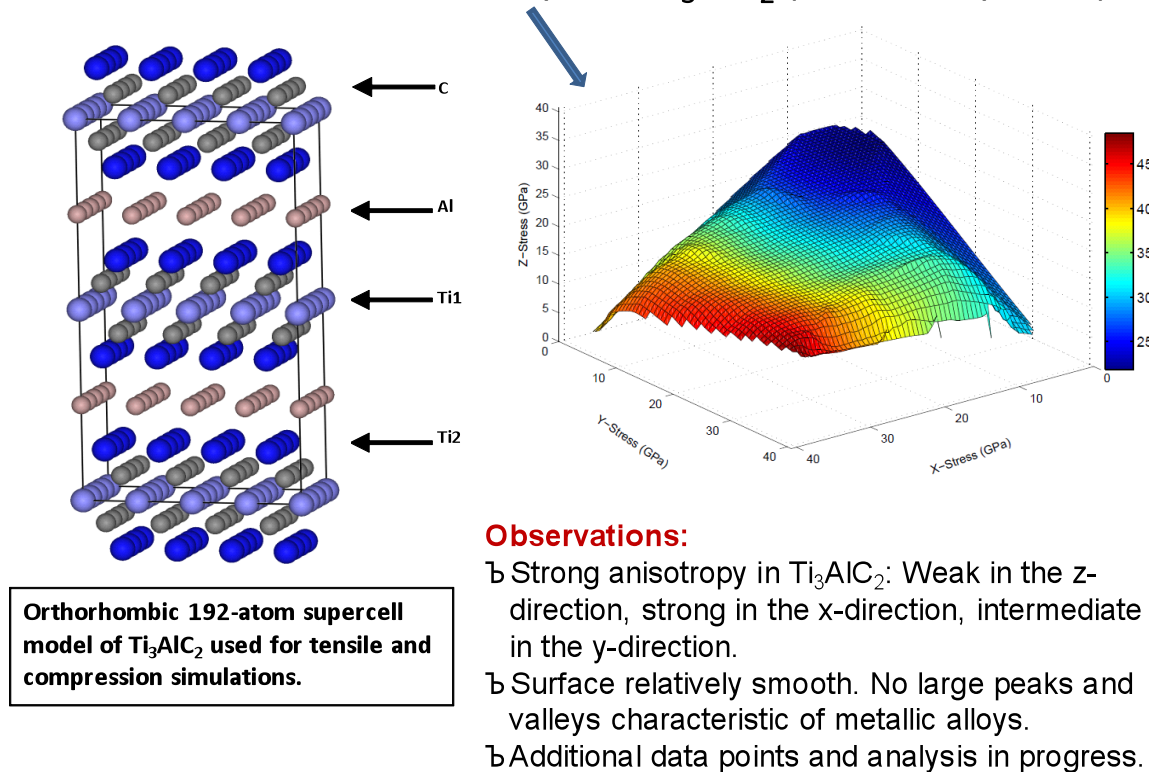 C
Al
Ti1
Ti2
Orthorhombic 192-atom supercell
model of Ti₃AlC₂ used for tensile and
compression simulations.
40
35
30
25
20
15
10
5
0
Z−Stress (GPa)
0
10
20
30
40
Y−Stress (GPa)
40
30
20
10
0
X−Stress (GPa)
45
40
35
30
25
Observations:
Ъ Strong anisotropy in Ti₃AlC₂: Weak in the z-
direction, strong in the x-direction, intermediate
in the y-direction.
Ъ Surface relatively smooth. No large peaks and
valleys characteristic of metallic alloys.
Ъ Additional data points and analysis in progress.